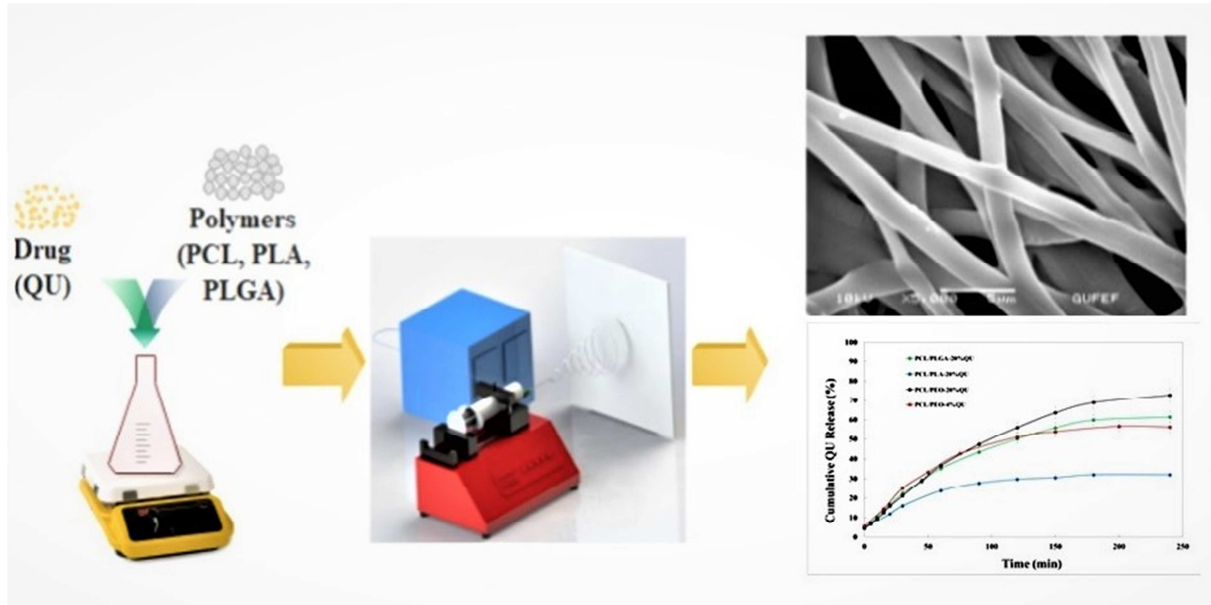 Drug
(QU)
Polymers
(PCL, PLA,
PLGA)
10kU X5,000 5mm GUFEF
Cumulative QU Release (%)
100
90
80
70
60
50
40
30
20
10
0
PCL/PLGA-20%QU
PCL/PLA-20%QU
PCL/PEO-20%QU
PCL/PEO-4%QU
0 50 100 150 200 250
Time (min)